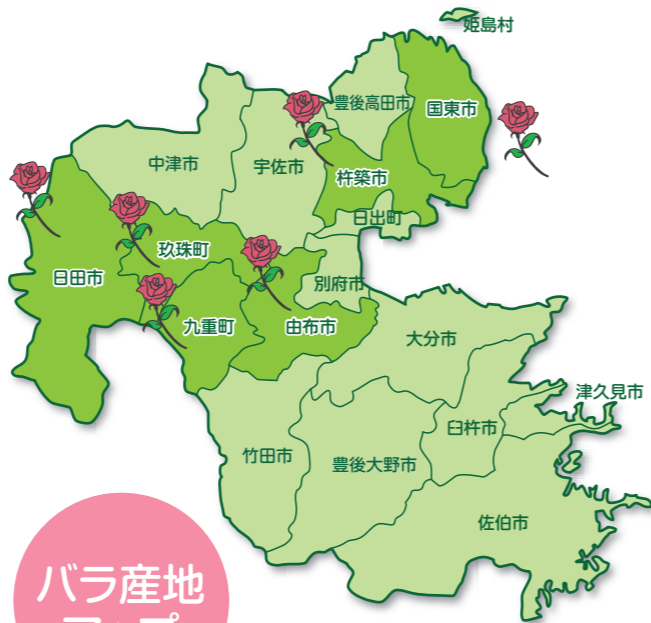 姫島村
豊後高田市
国東市
中津市
宇佐市
杵築市
日出町
玖珠町
日田市
別府市
九重町
由布市
大分市
津久見市
臼杵市
竹田市
豊後大野市
佐伯市
バラ産地
マップ